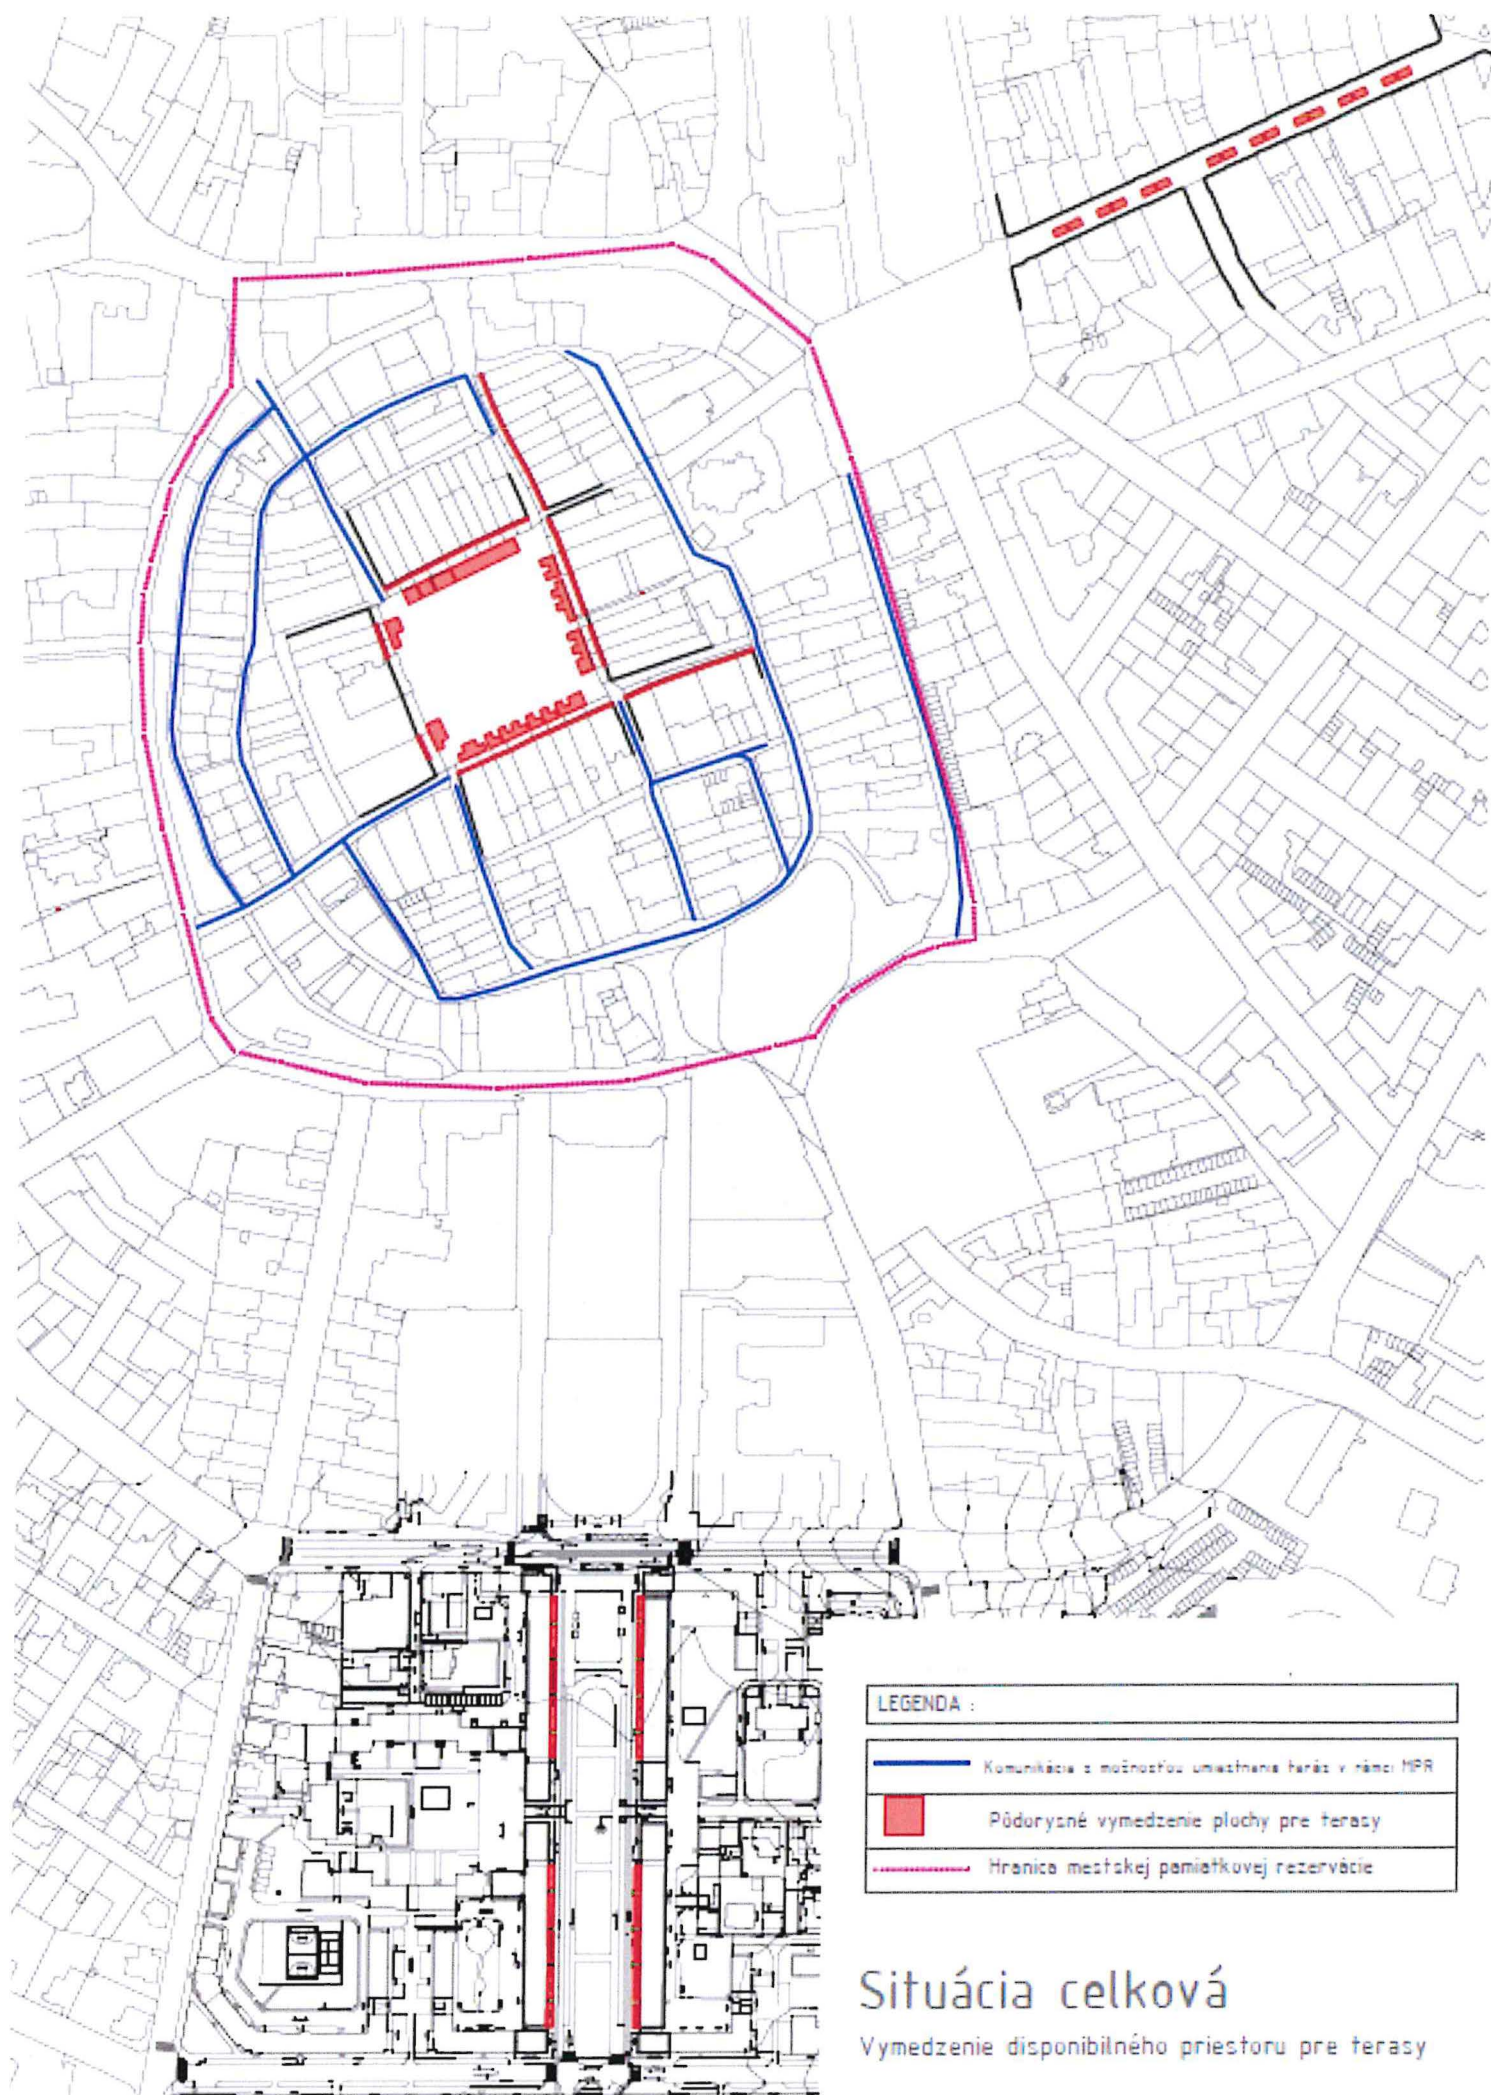 LEGENDA :
Komunikácia s možnosťou umiestnenia terás v rámci MPR
Pôdorysné vymedzenie plochy pre terasy
Hranica mestskej pamiatkovej rezervácie
Situácia celková
Vymedzenie disponibilného priestoru pre terasy